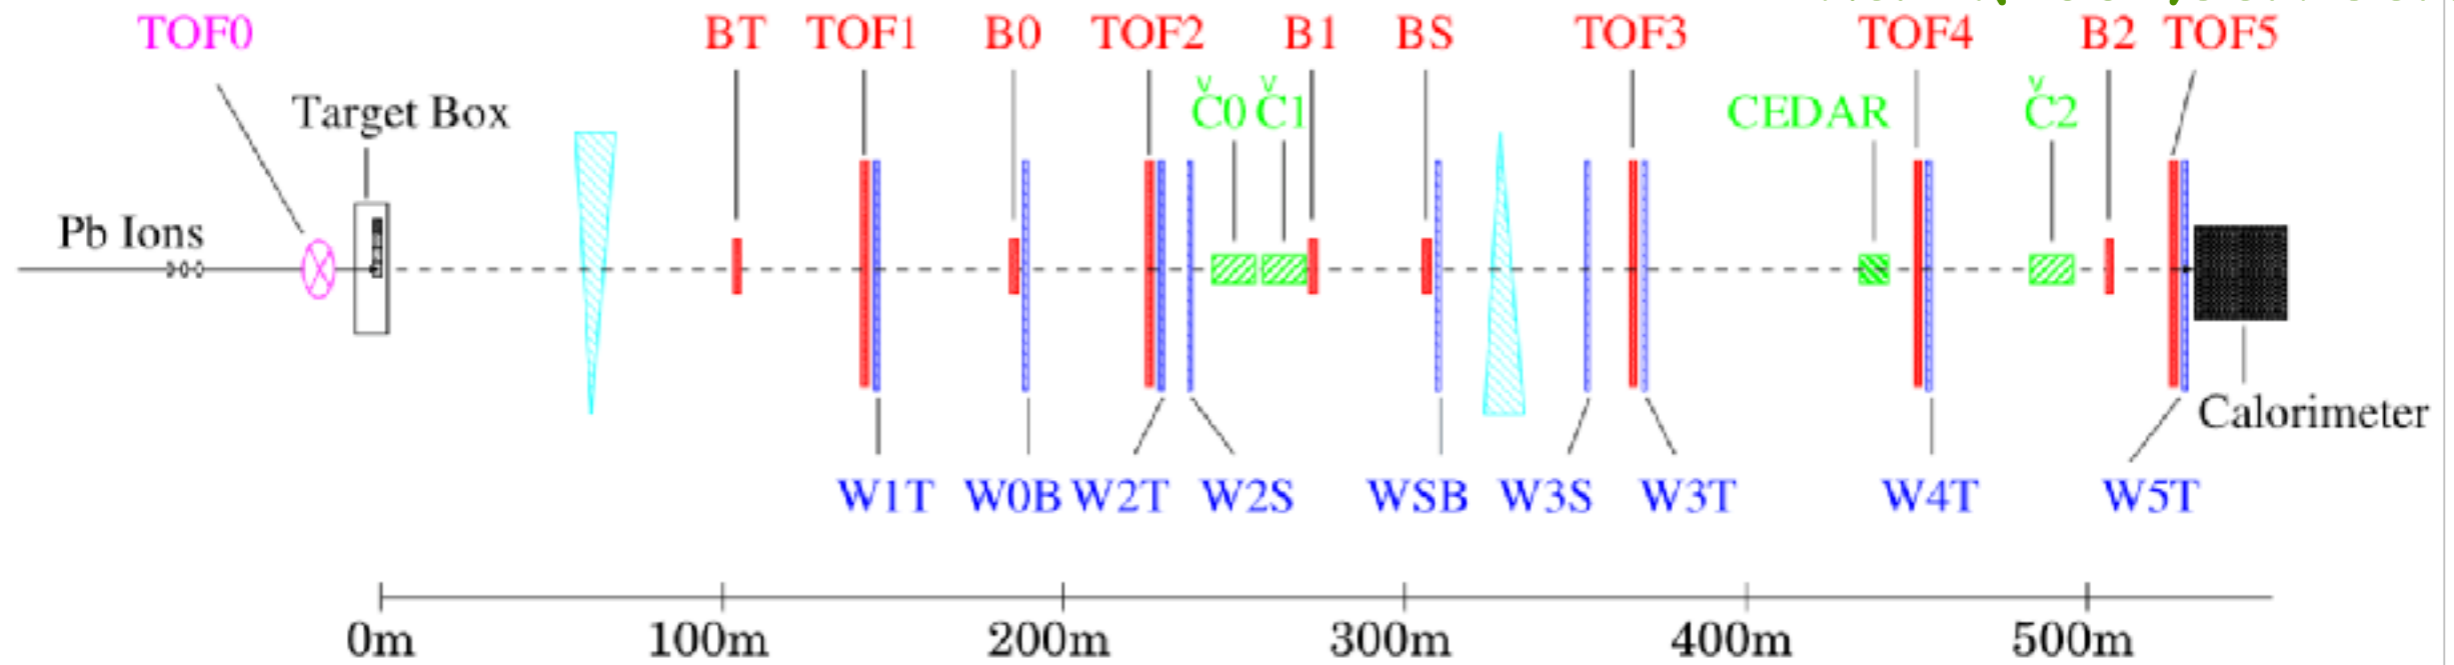 TOF0 BT TOF1 B0 TOF2 B1 BS TOF3 TOF4 B2 TOF5
Target Box Č0 Č1 CEDAR Č2
Pb Ions
Calorimeter
W1T W0B W2T W2S WSB W3S W3T W4T W5T
0m 100m 200m 300m 400m 500m